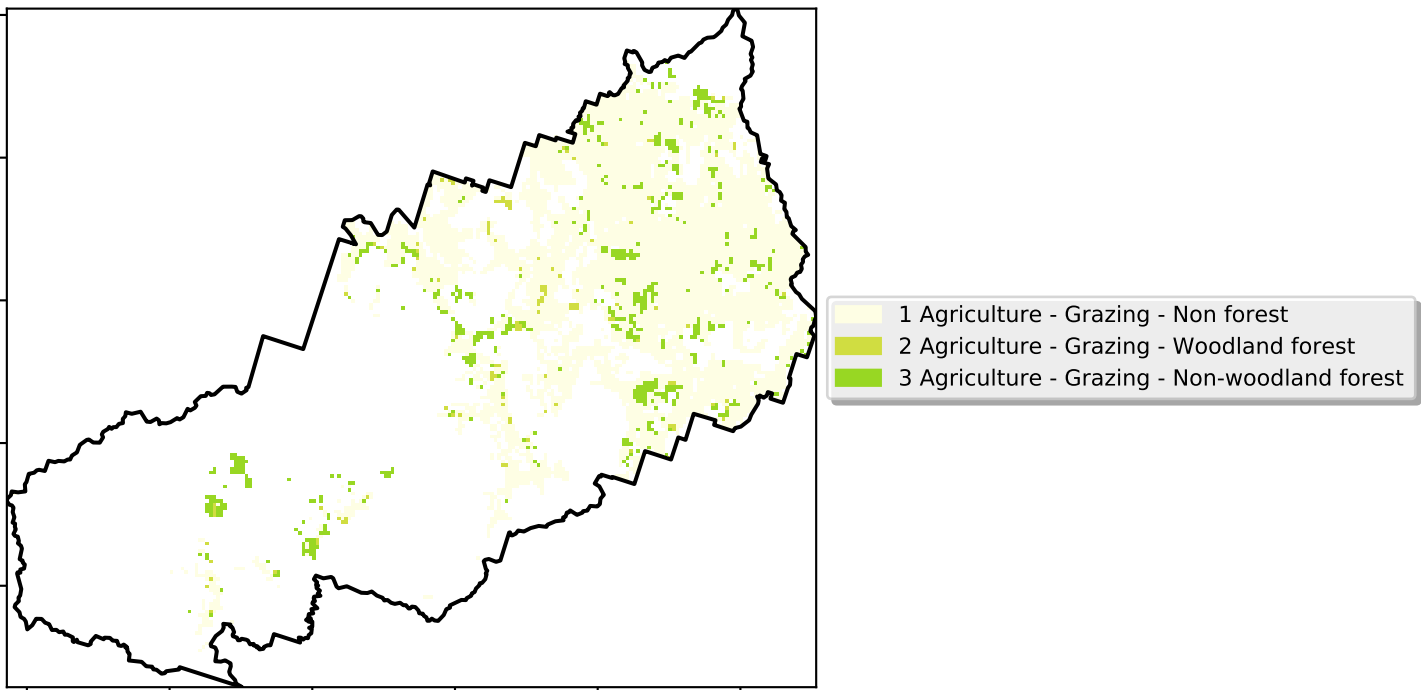 1 Agriculture - Grazing - Non forest
2 Agriculture - Grazing - Woodland forest
3 Agriculture - Grazing - Non-woodland forest